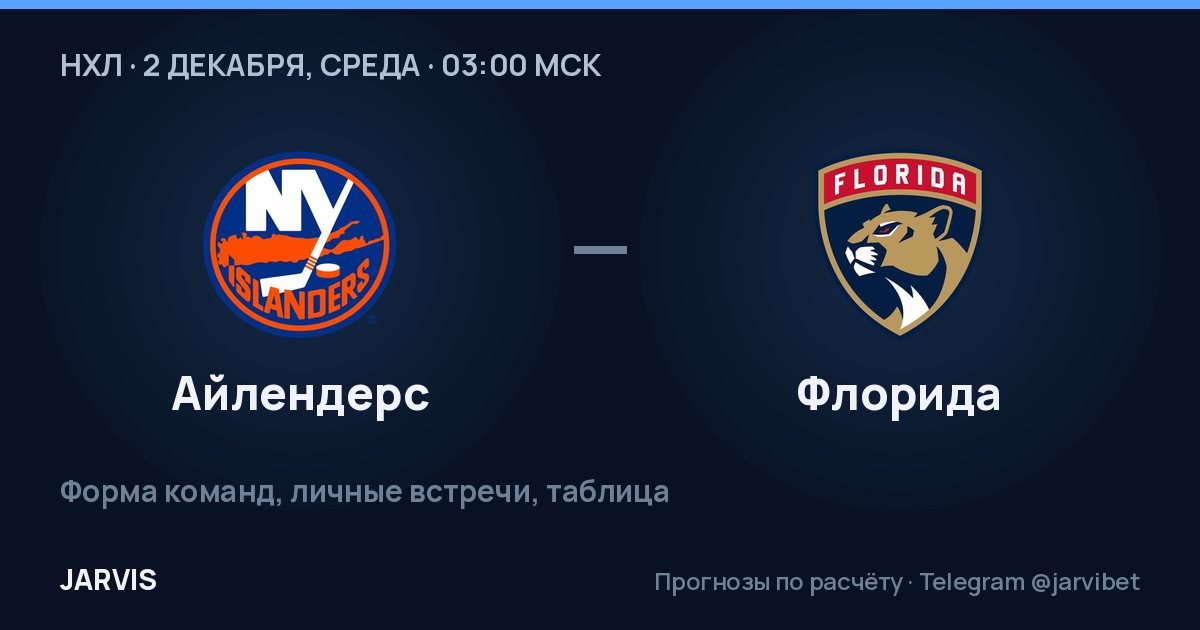 НХЛ · 2 ДЕКАБРЯ, СРЕДА · 03:00 МСК
NY
ISLANDERS
®
FLORIDA
—
Айлендерс
Флорида
Форма команд, личные встречи, таблица
JARVIS
Прогнозы по расчёту · Telegram @jarvibet